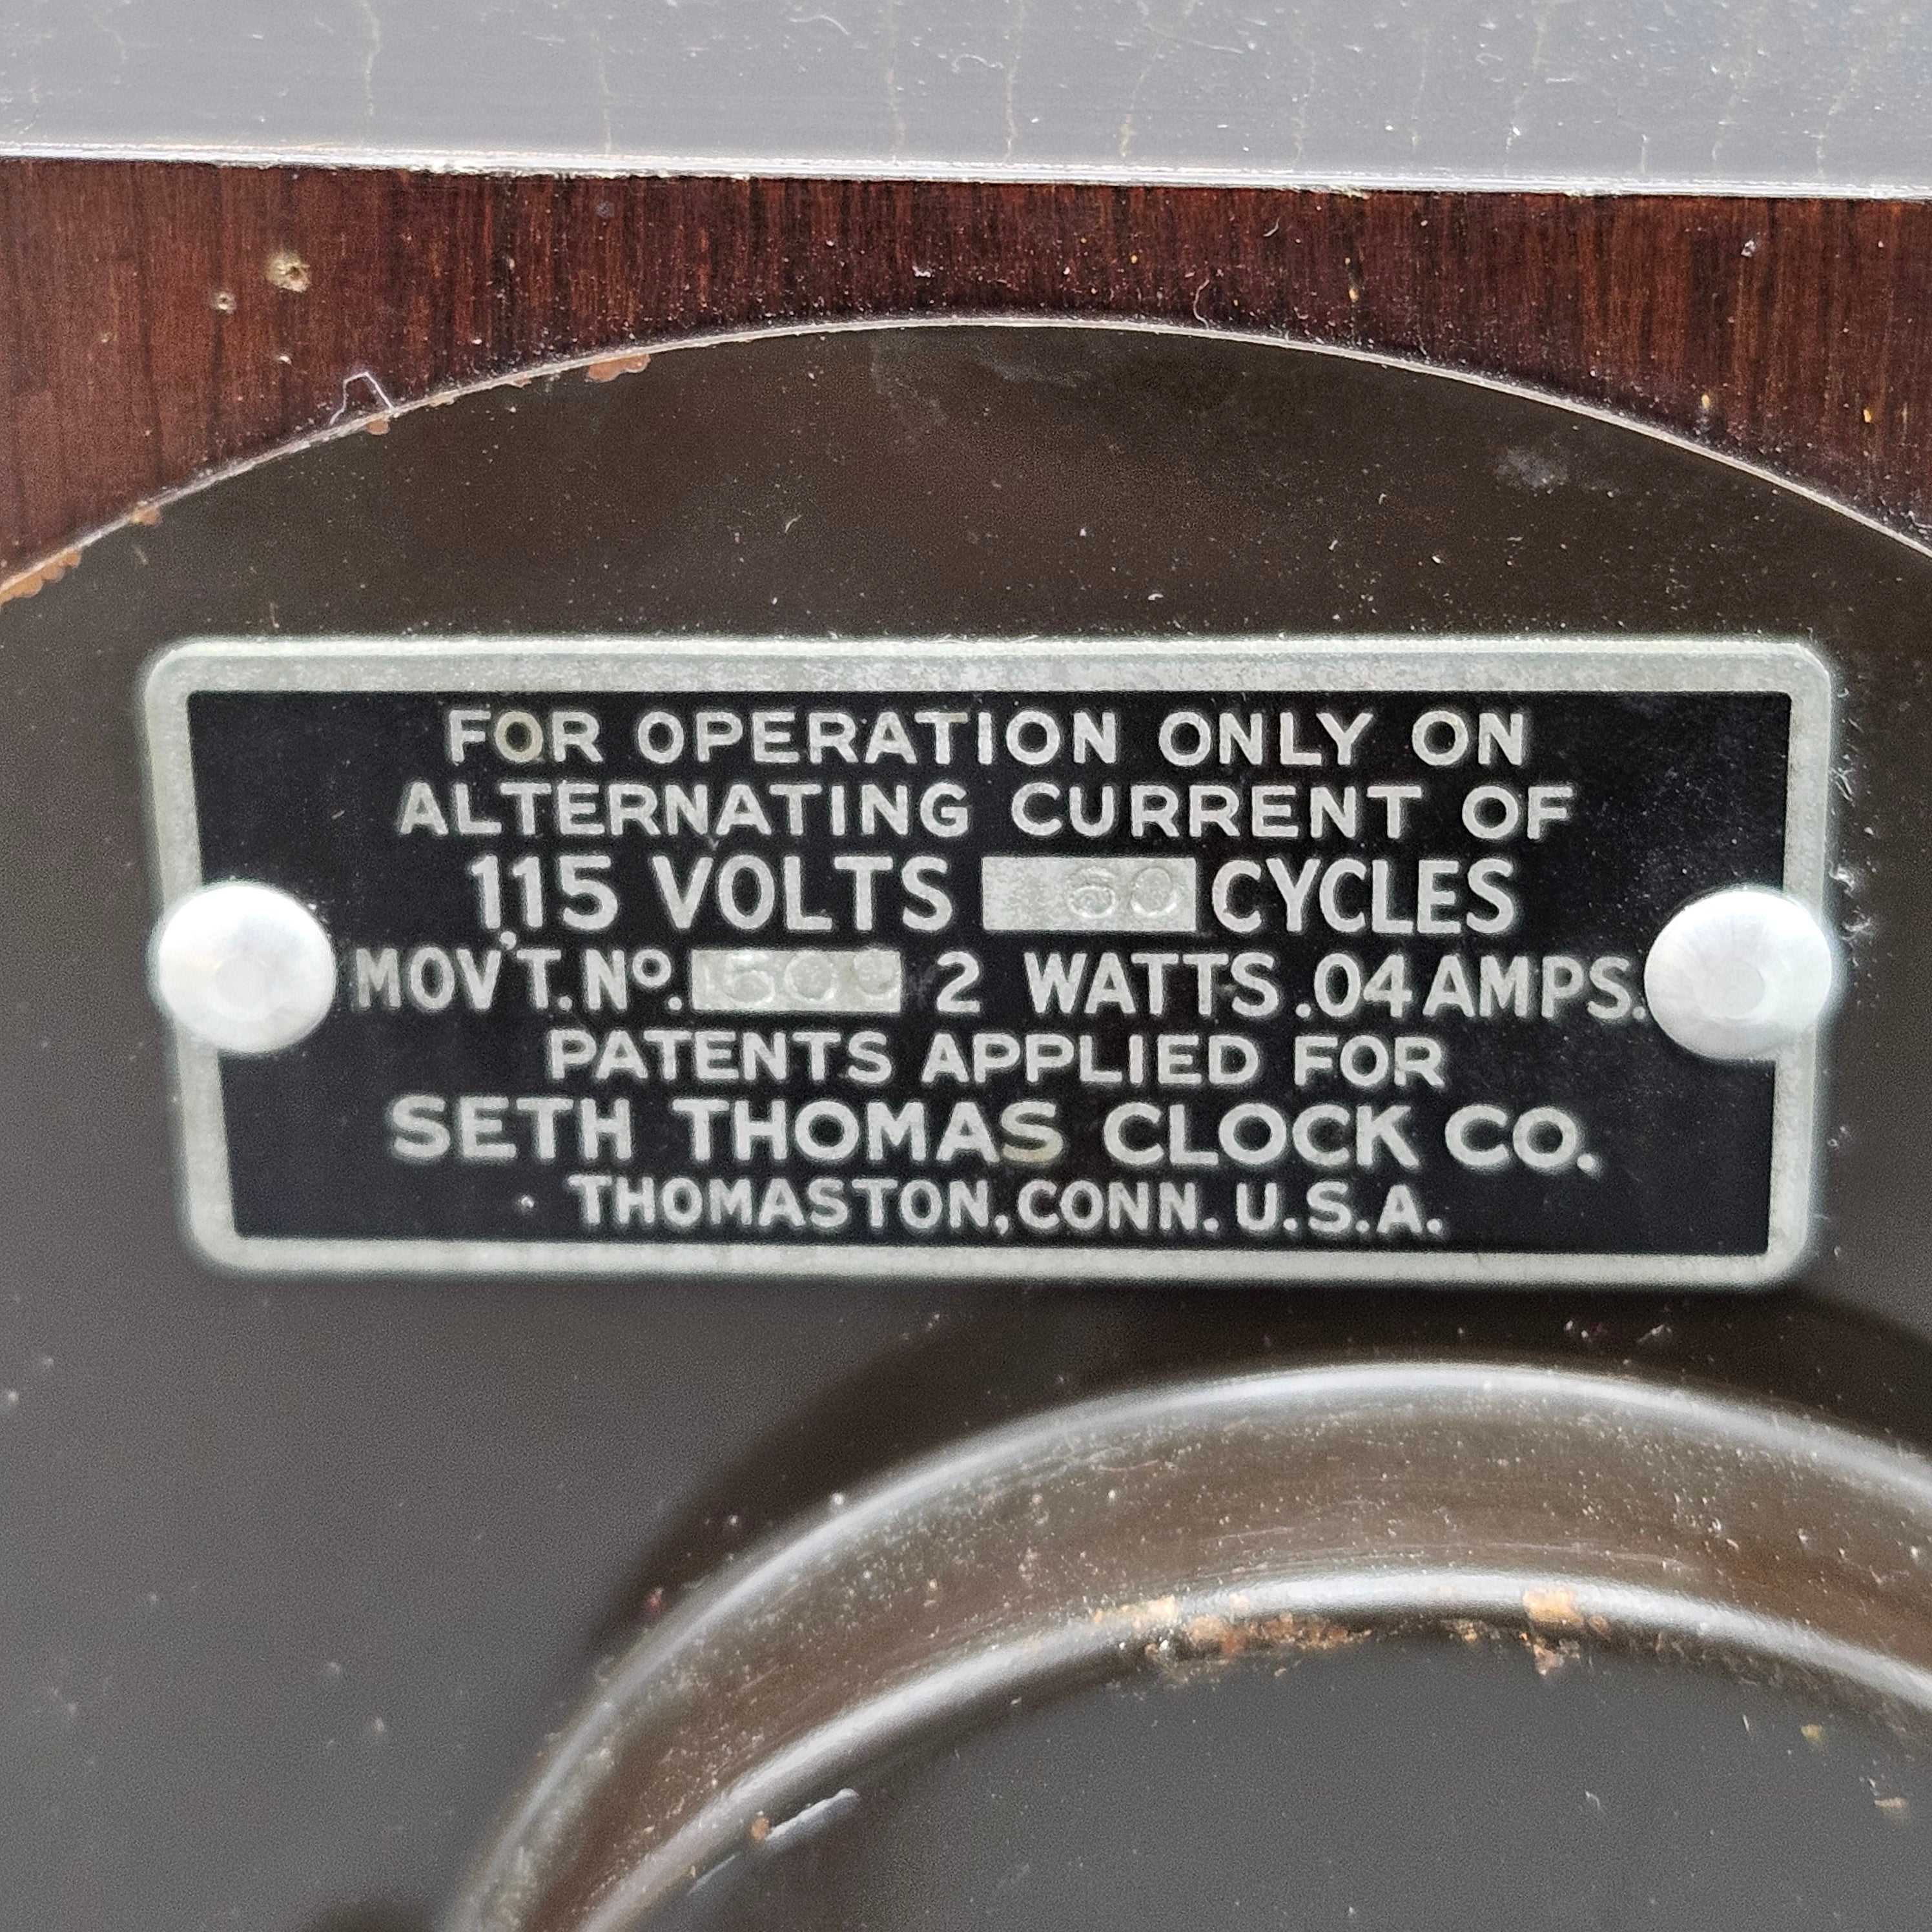 FOR OPERATION ONLY ON
ALTERNATING CURRENT OF
115 VOLTS 60 CYCLES
MOV'T. Nº. 2 WATTS .04 AMPS.
PATENTS APPLIED FOR
SETH THOMAS CLOCK CO.
THOMASTON, CONN. U.S.A.